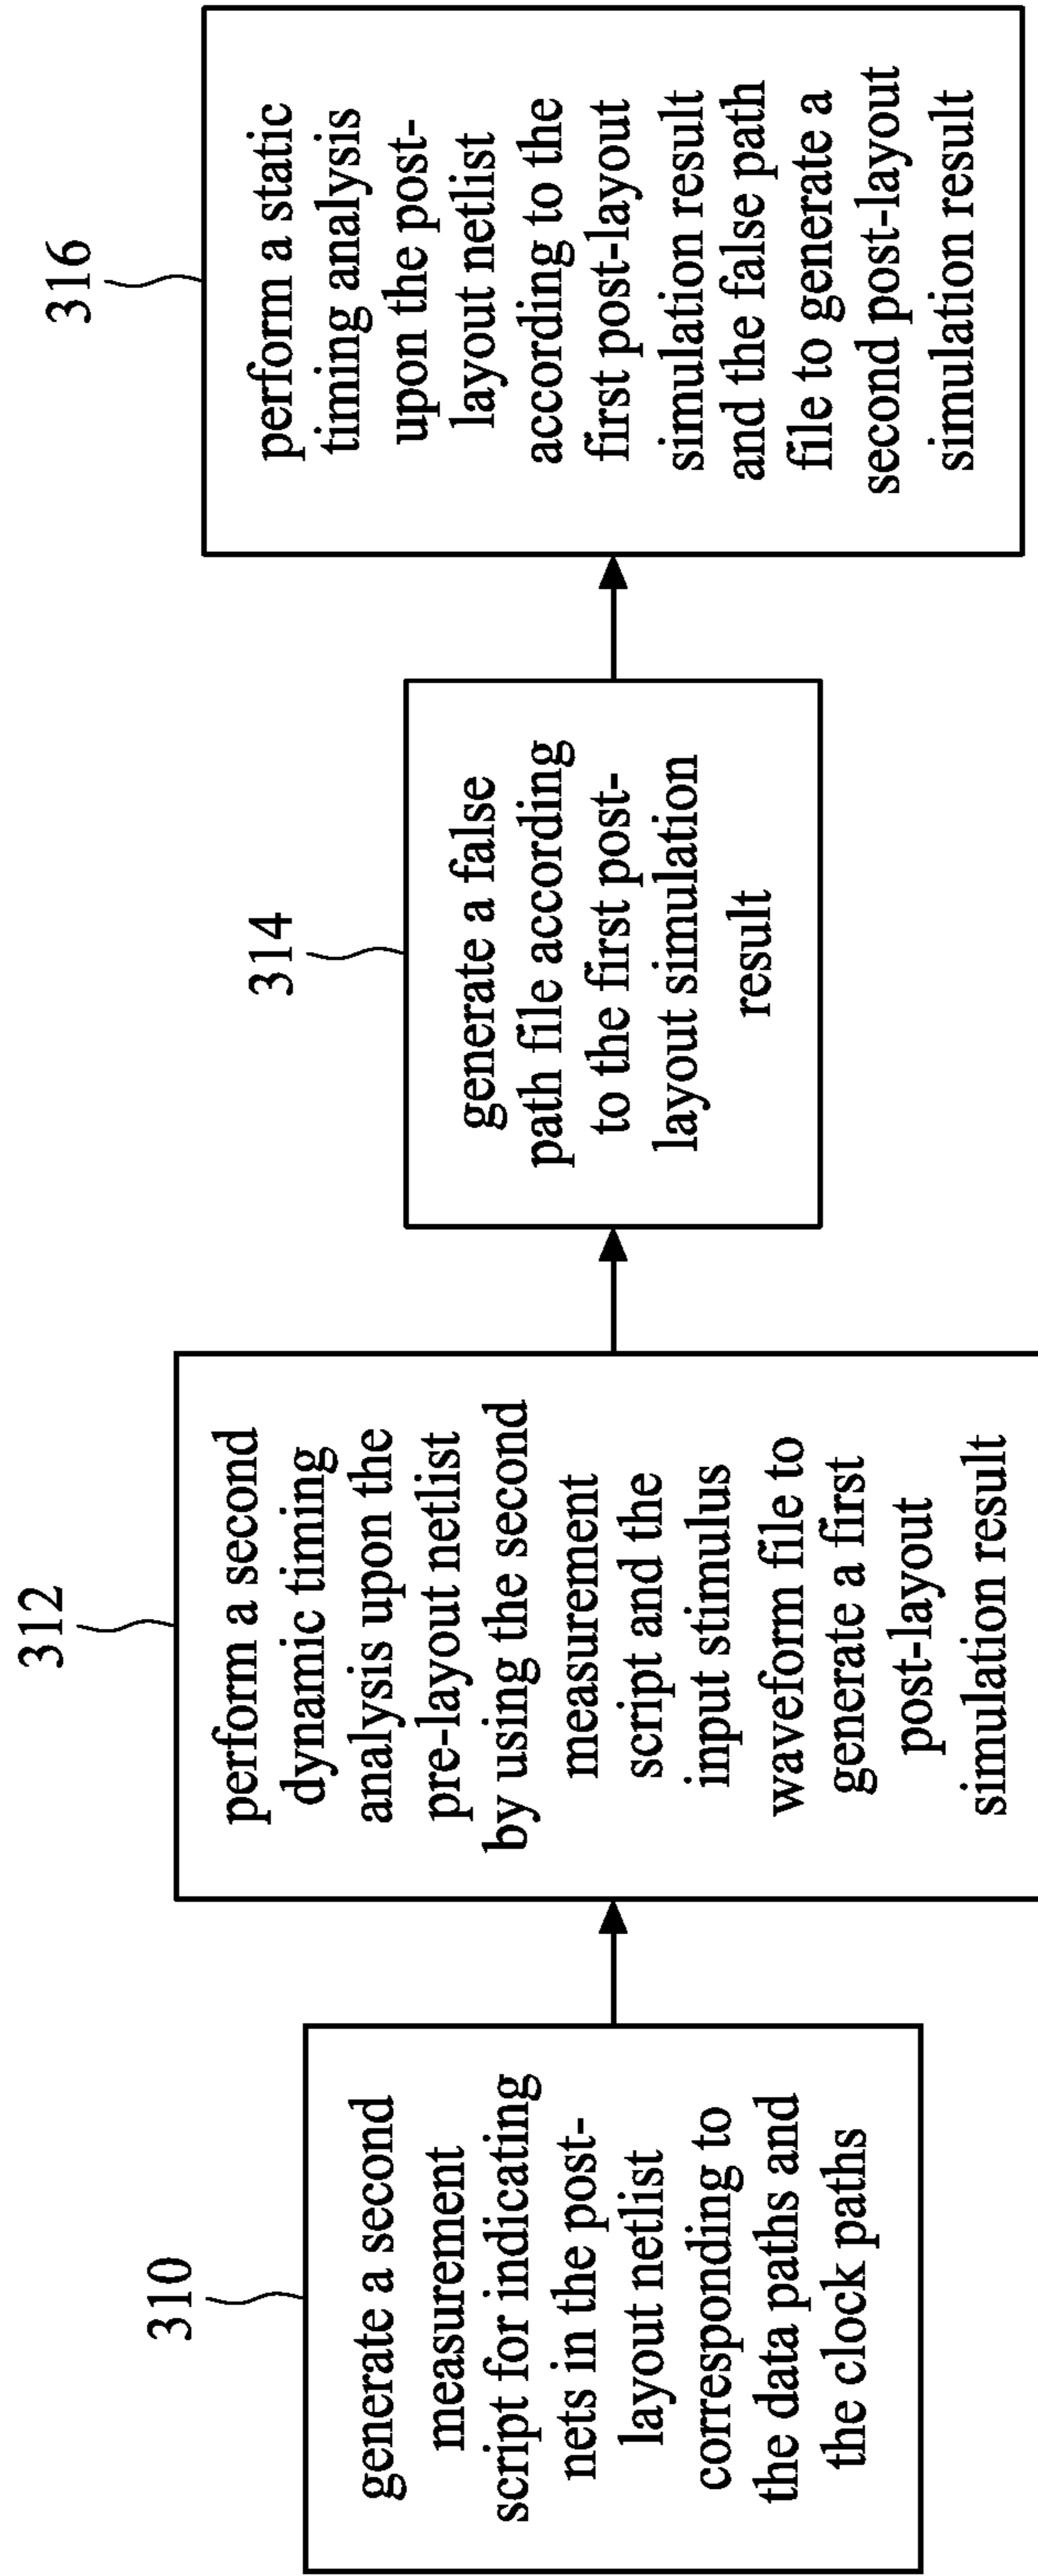 310
generate a second
measurement
script for indicating
nets in the post-
layout netlist
corresponding to
the data paths and
the clock paths
312
perform a second
dynamic timing
analysis upon the
pre-layout netlist
by using the second
measurement
script and the
input stimulus
waveform file to
generate a first
post-layout
simulation result
314
generate a false
path file according
to the first post-
layout simulation
result
316
perform a static
timing analysis
upon the post-
layout netlist
according to the
first post-layout
simulation result
and the false path
file to generate a
second post-layout
simulation result